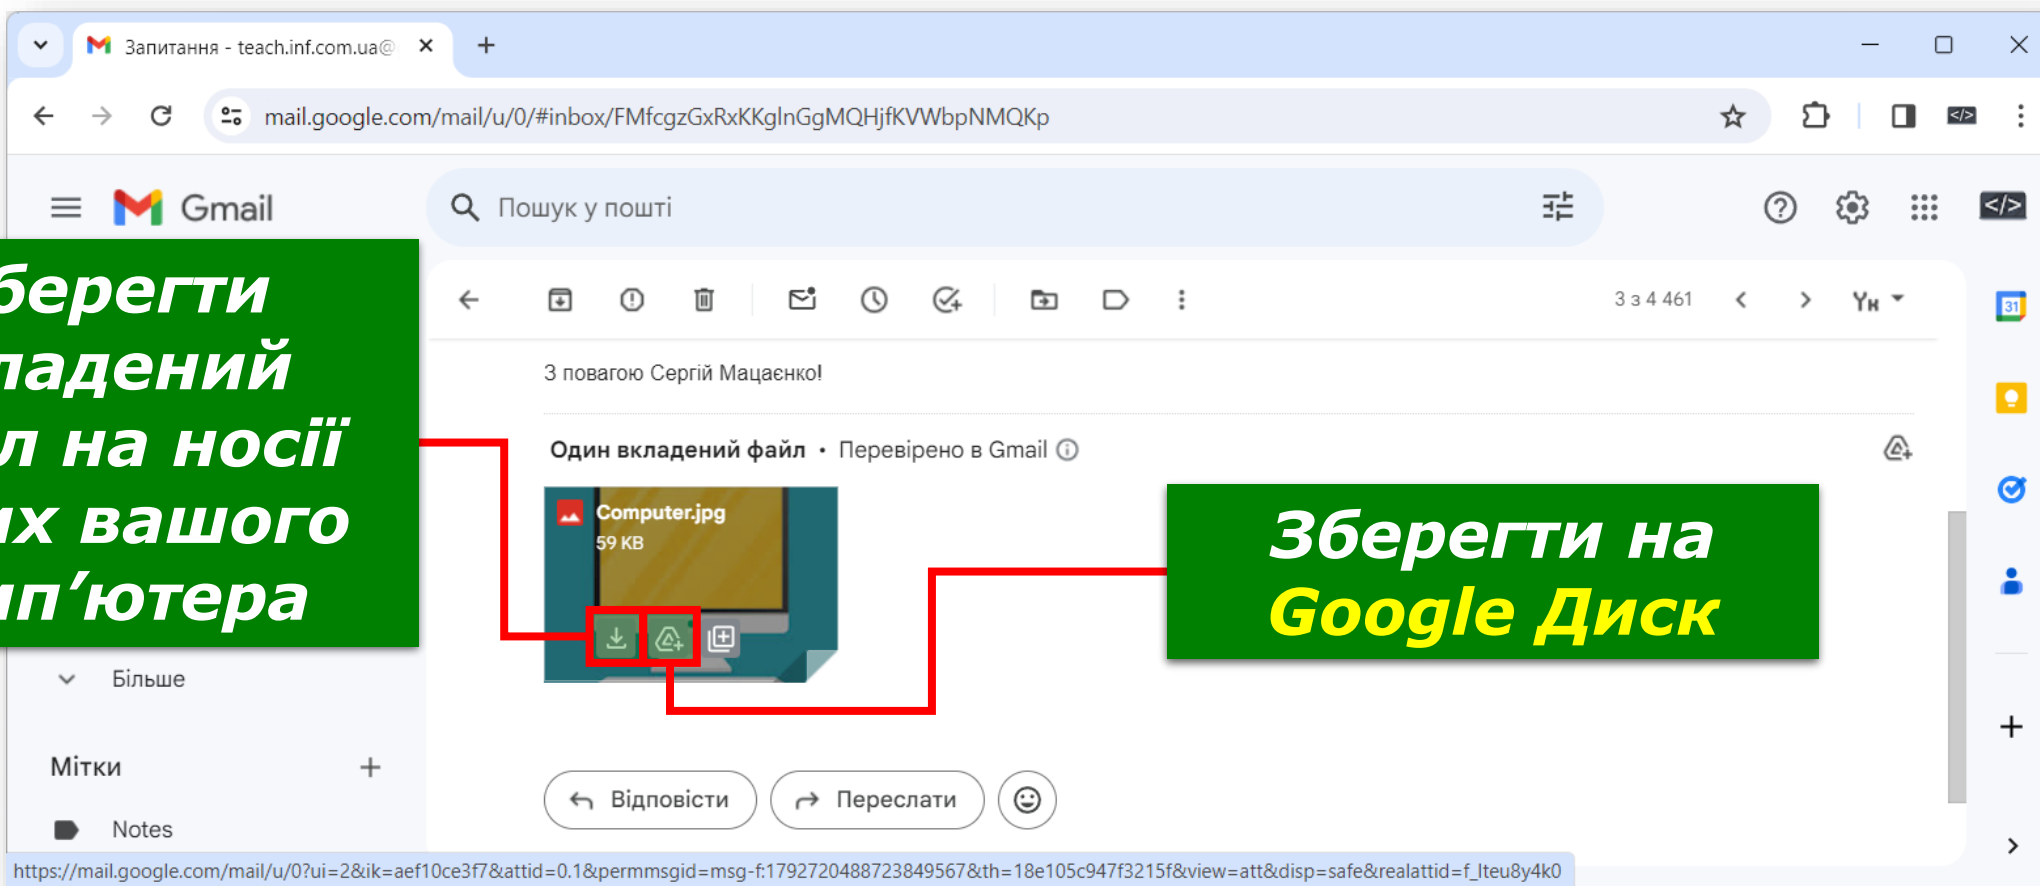 Запитання - teach.inf.com.ua@
mail.google.com/mail/u/0/#inbox/FMfcgzGxRxKKglnGgMQHjfKVWbpNMQKp
Gmail
Пошук у пошті
3 з 4 461
З повагою Сергій Мацаєнко!
Один вкладений файл • Перевірено в Gmail
Computer.jpg
59 KB
берегти
ладений
л на носії
их вашого
мп’ютера
Зберегти на
Google Диск
Більше
Мітки
Notes
Відповісти
Переслати
31
https://mail.google.com/mail/u/0?ui=2&ik=aef10ce3f7&attid=0.1&permmsgid=msg-f:1792720488723849567&th=18e105c947f3215f&view=att&disp=safe&realattid=f_lteu8y4k0